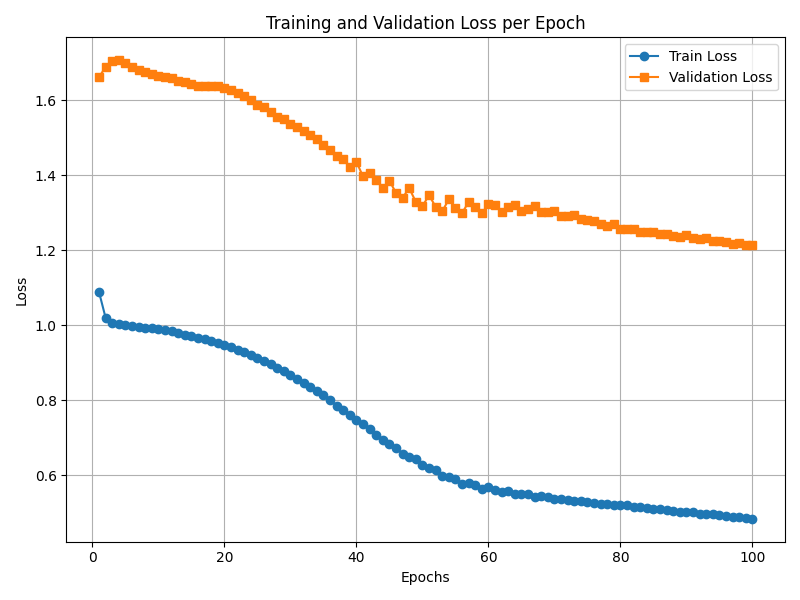 Training and Validation Loss per Epoch
Train Loss
Validation Loss
Loss
1.6
1.4
1.2
1.0
0.8
0.6
0 20 40 60 80 100
Epochs